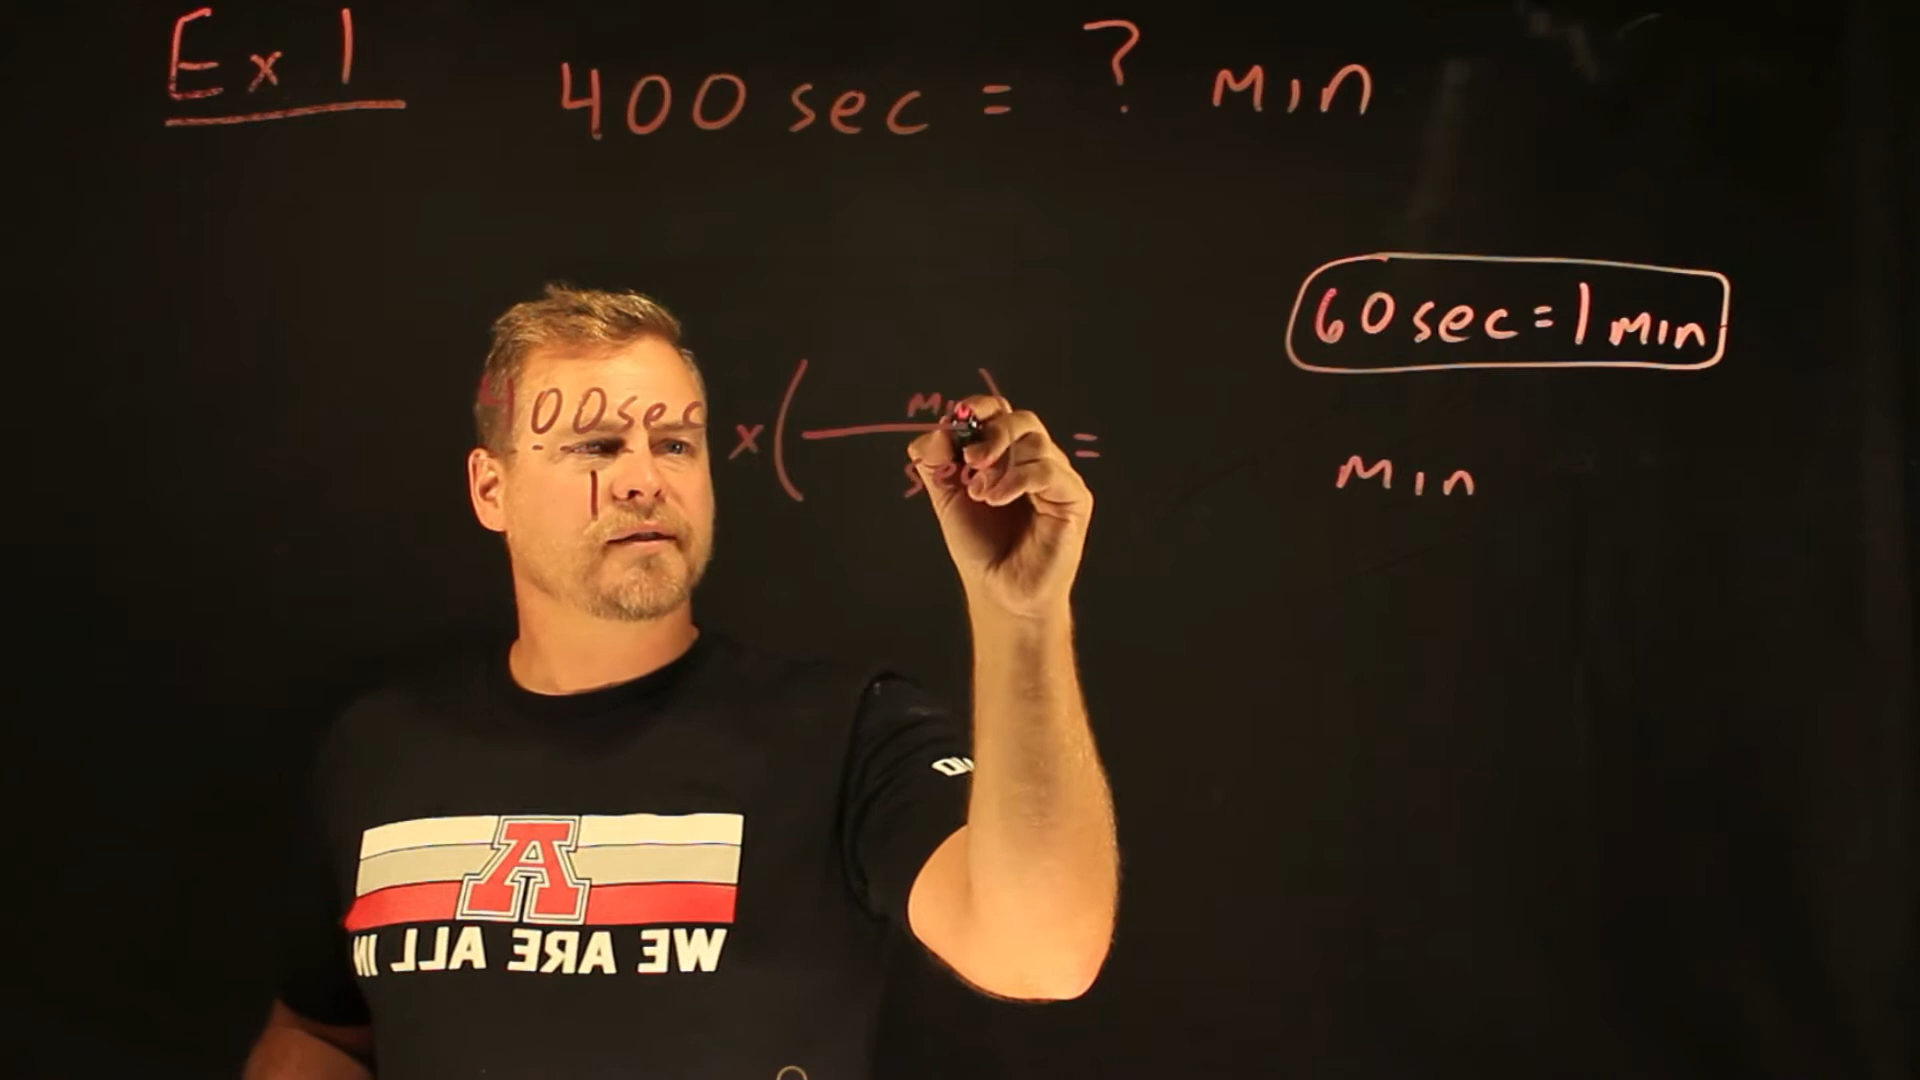 Ex 1
400 sec = ? MIN
60 sec = 1 MIN
400 sec × ( MIN ) = MIN
1 sec
A
WE ARE ALL IN